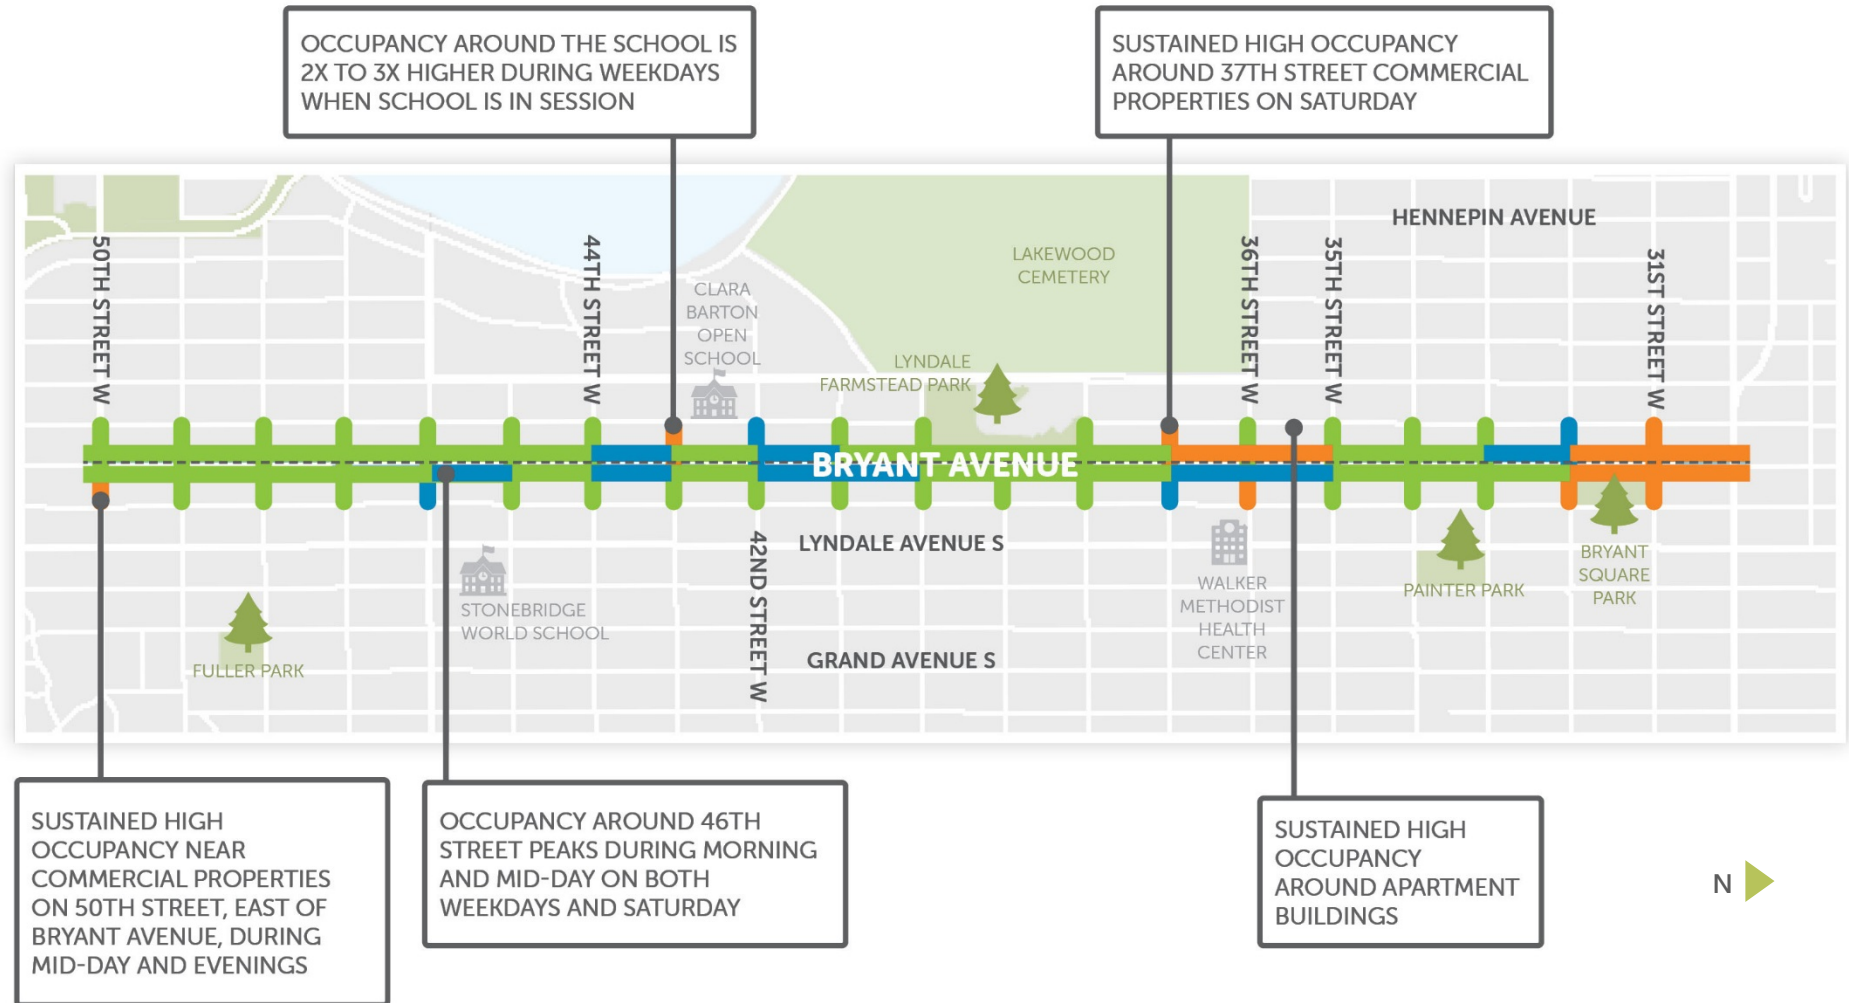 OCCUPANCY AROUND THE SCHOOL IS
2X TO 3X HIGHER DURING WEEKDAYS
WHEN SCHOOL IS IN SESSION
SUSTAINED HIGH OCCUPANCY
AROUND 37TH STREET COMMERCIAL
PROPERTIES ON SATURDAY
HENNEPIN AVENUE
50TH STREET W
44TH STREET W
CLARA
BARTON
OPEN
SCHOOL
LAKEWOOD
CEMETERY
LYNDALE
FARMSTEAD PARK
36TH STREET W
35TH STREET W
31ST STREET W
BRYANT AVENUE
LYNDALE AVENUE S
42ND STREET W
STONEBRIDGE
WORLD SCHOOL
FULLER PARK
GRAND AVENUE S
WALKER
METHODIST
HEALTH
CENTER
PAINTER PARK
BRYANT
SQUARE
PARK
SUSTAINED HIGH
OCCUPANCY NEAR
COMMERCIAL PROPERTIES
ON 50TH STREET, EAST OF
BRYANT AVENUE, DURING
MID-DAY AND EVENINGS
OCCUPANCY AROUND 46TH
STREET PEAKS DURING MORNING
AND MID-DAY ON BOTH
WEEKDAYS AND SATURDAY
SUSTAINED HIGH
OCCUPANCY
AROUND APARTMENT
BUILDINGS
N